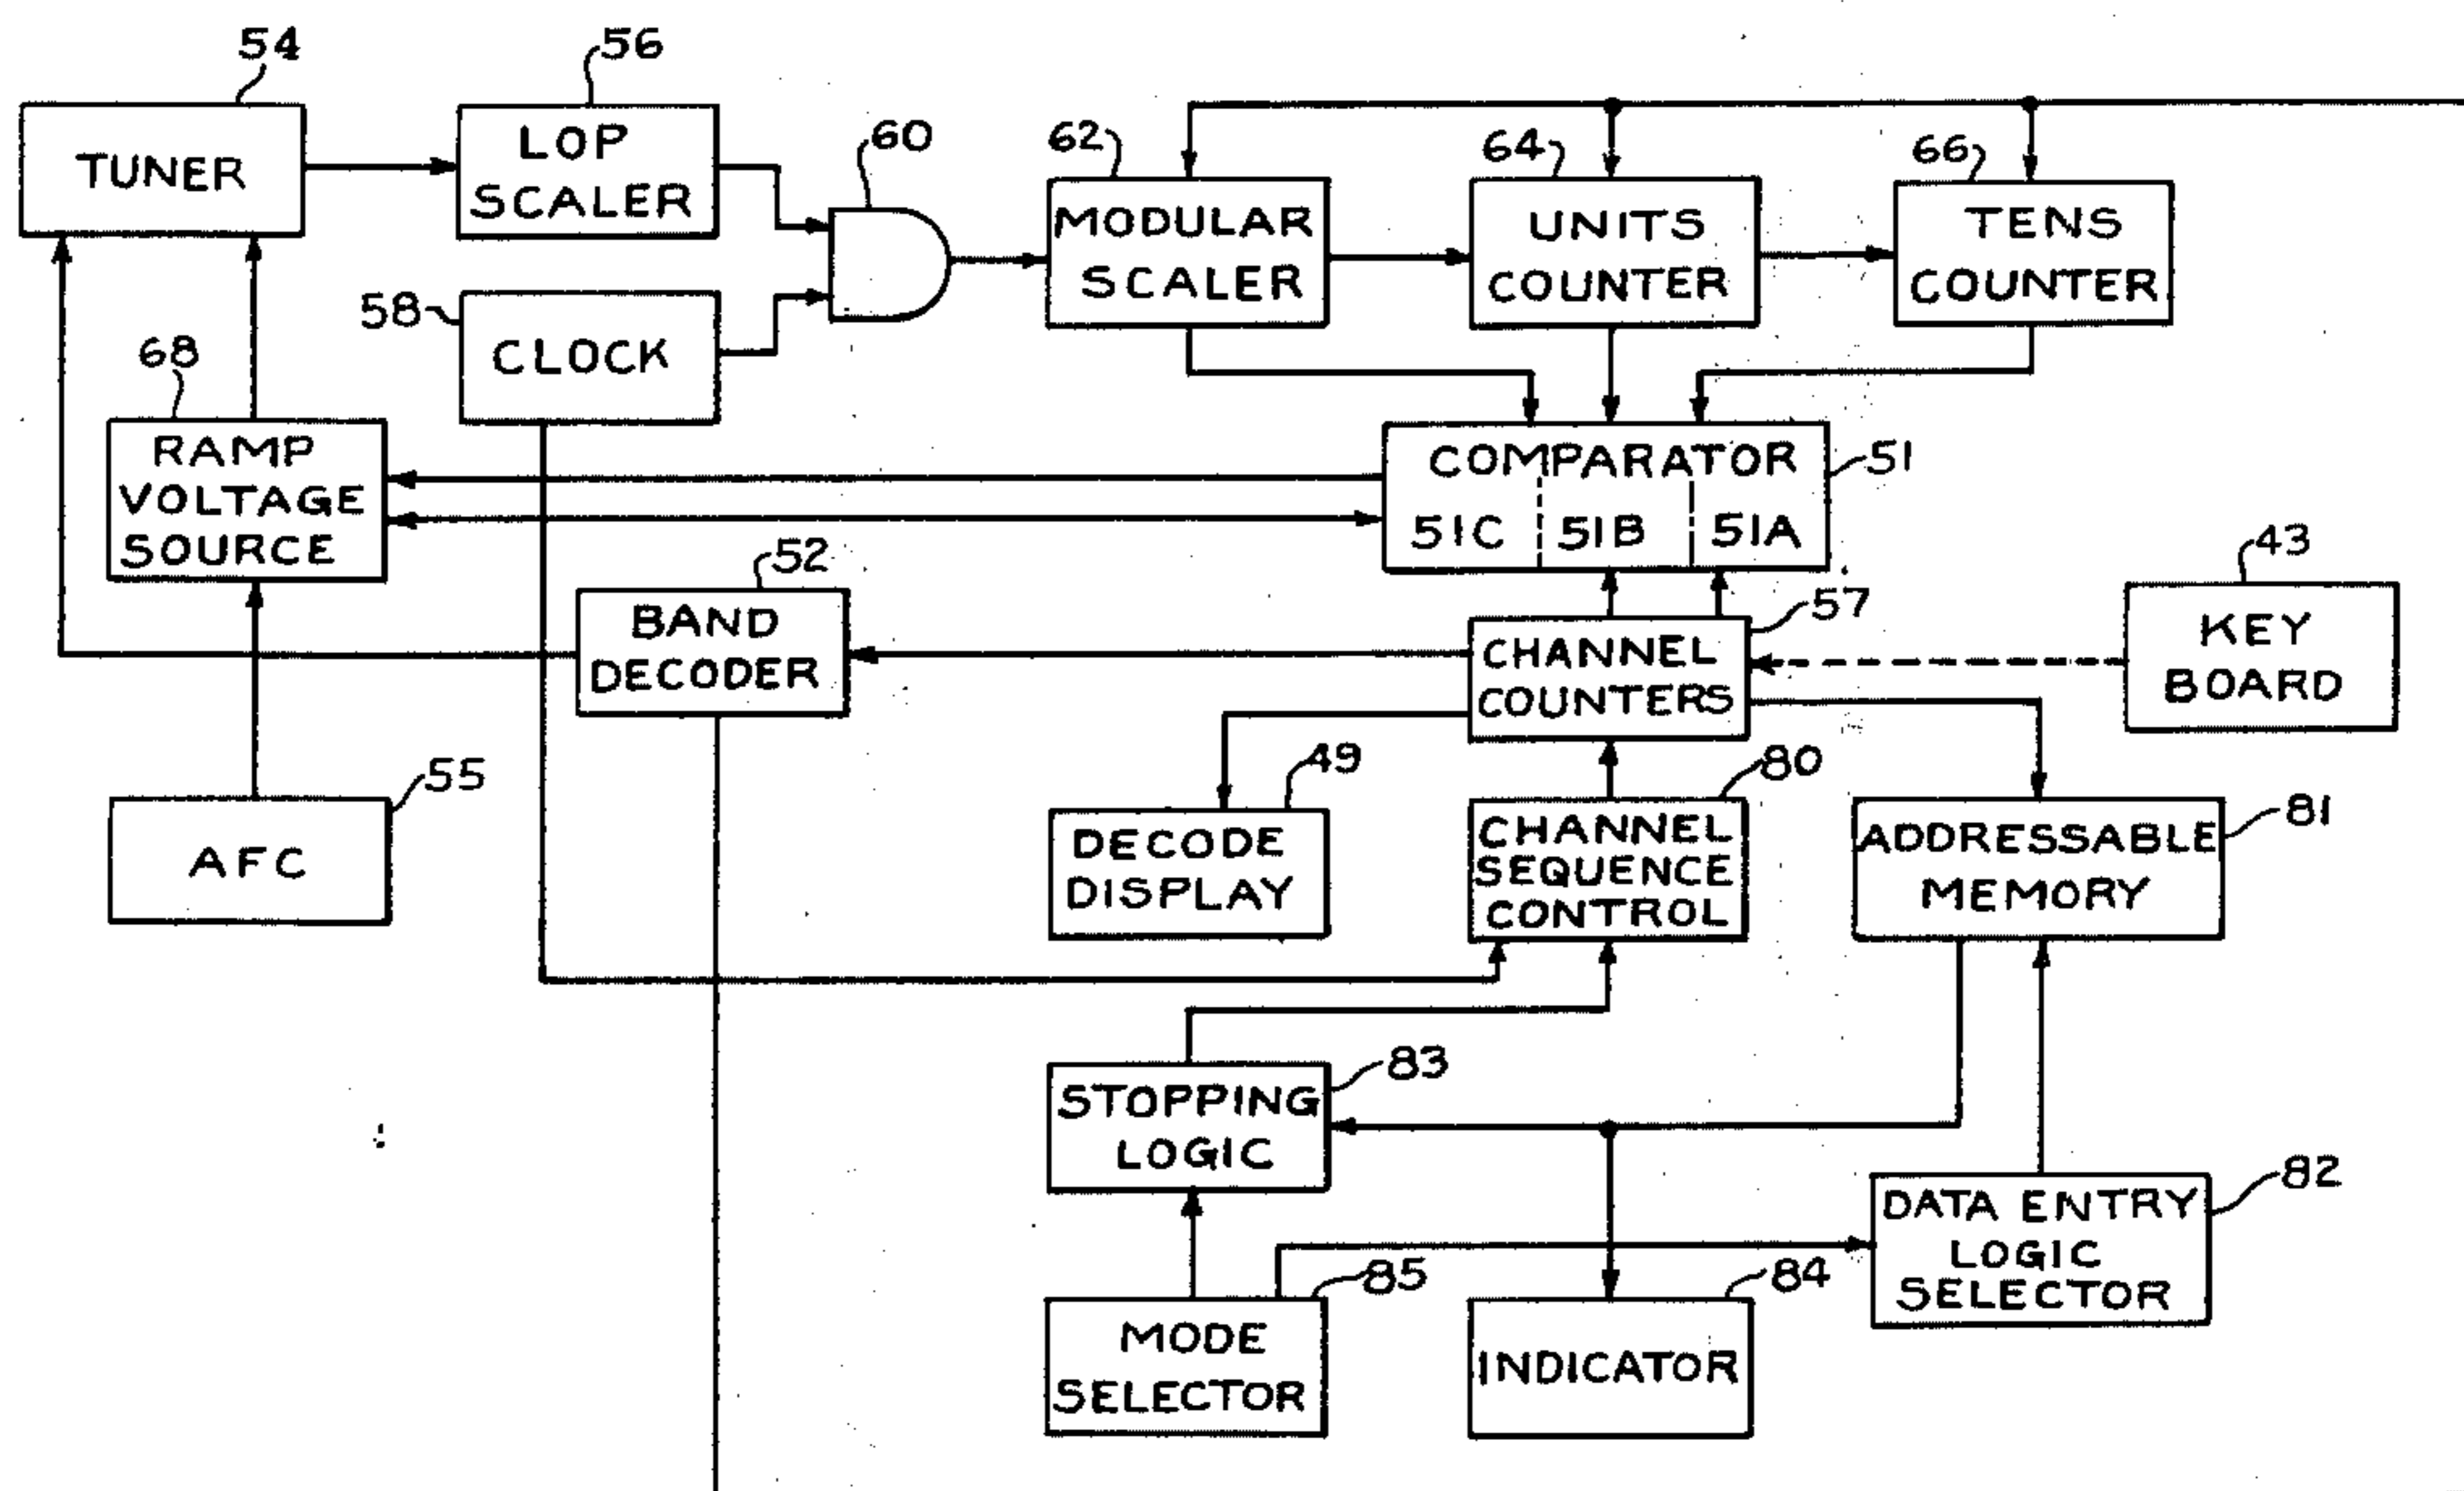 54
56
60
62
64
66
TUNER
LOP
SCALER
MODULAR
SCALER
UNITS
COUNTER
TENS
COUNTER
58
CLOCK
68
RAMP
VOLTAGE
SOURCE
COMPARATOR
51C 51B 51A
51
52
BAND
DECODER
57
CHANNEL
COUNTERS
43
KEY
BOARD
55
AFC
49
DECODE
DISPLAY
80
CHANNEL
SEQUENCE
CONTROL
81
ADDRESSABLE
MEMORY
83
STOPPING
LOGIC
82
DATA ENTRY
LOGIC
SELECTOR
85
MODE
SELECTOR
84
INDICATOR